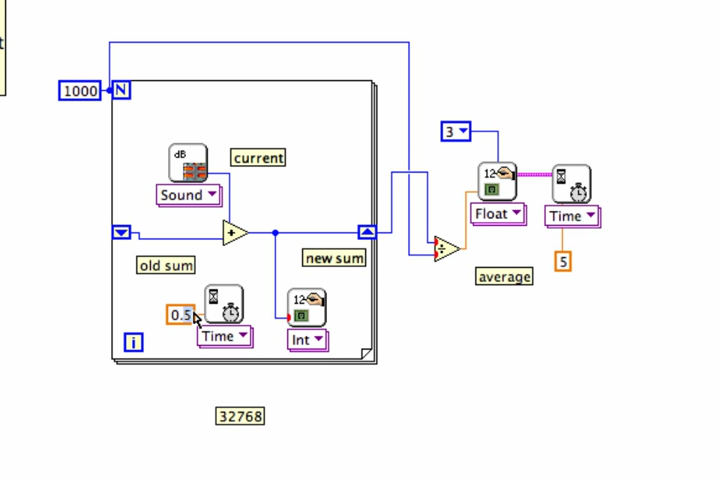 t
1000
N
dB
current
Sound
3
12
Float
Time
5
+
÷
old sum
new sum
average
0.5
12
Time
Int
i
32768